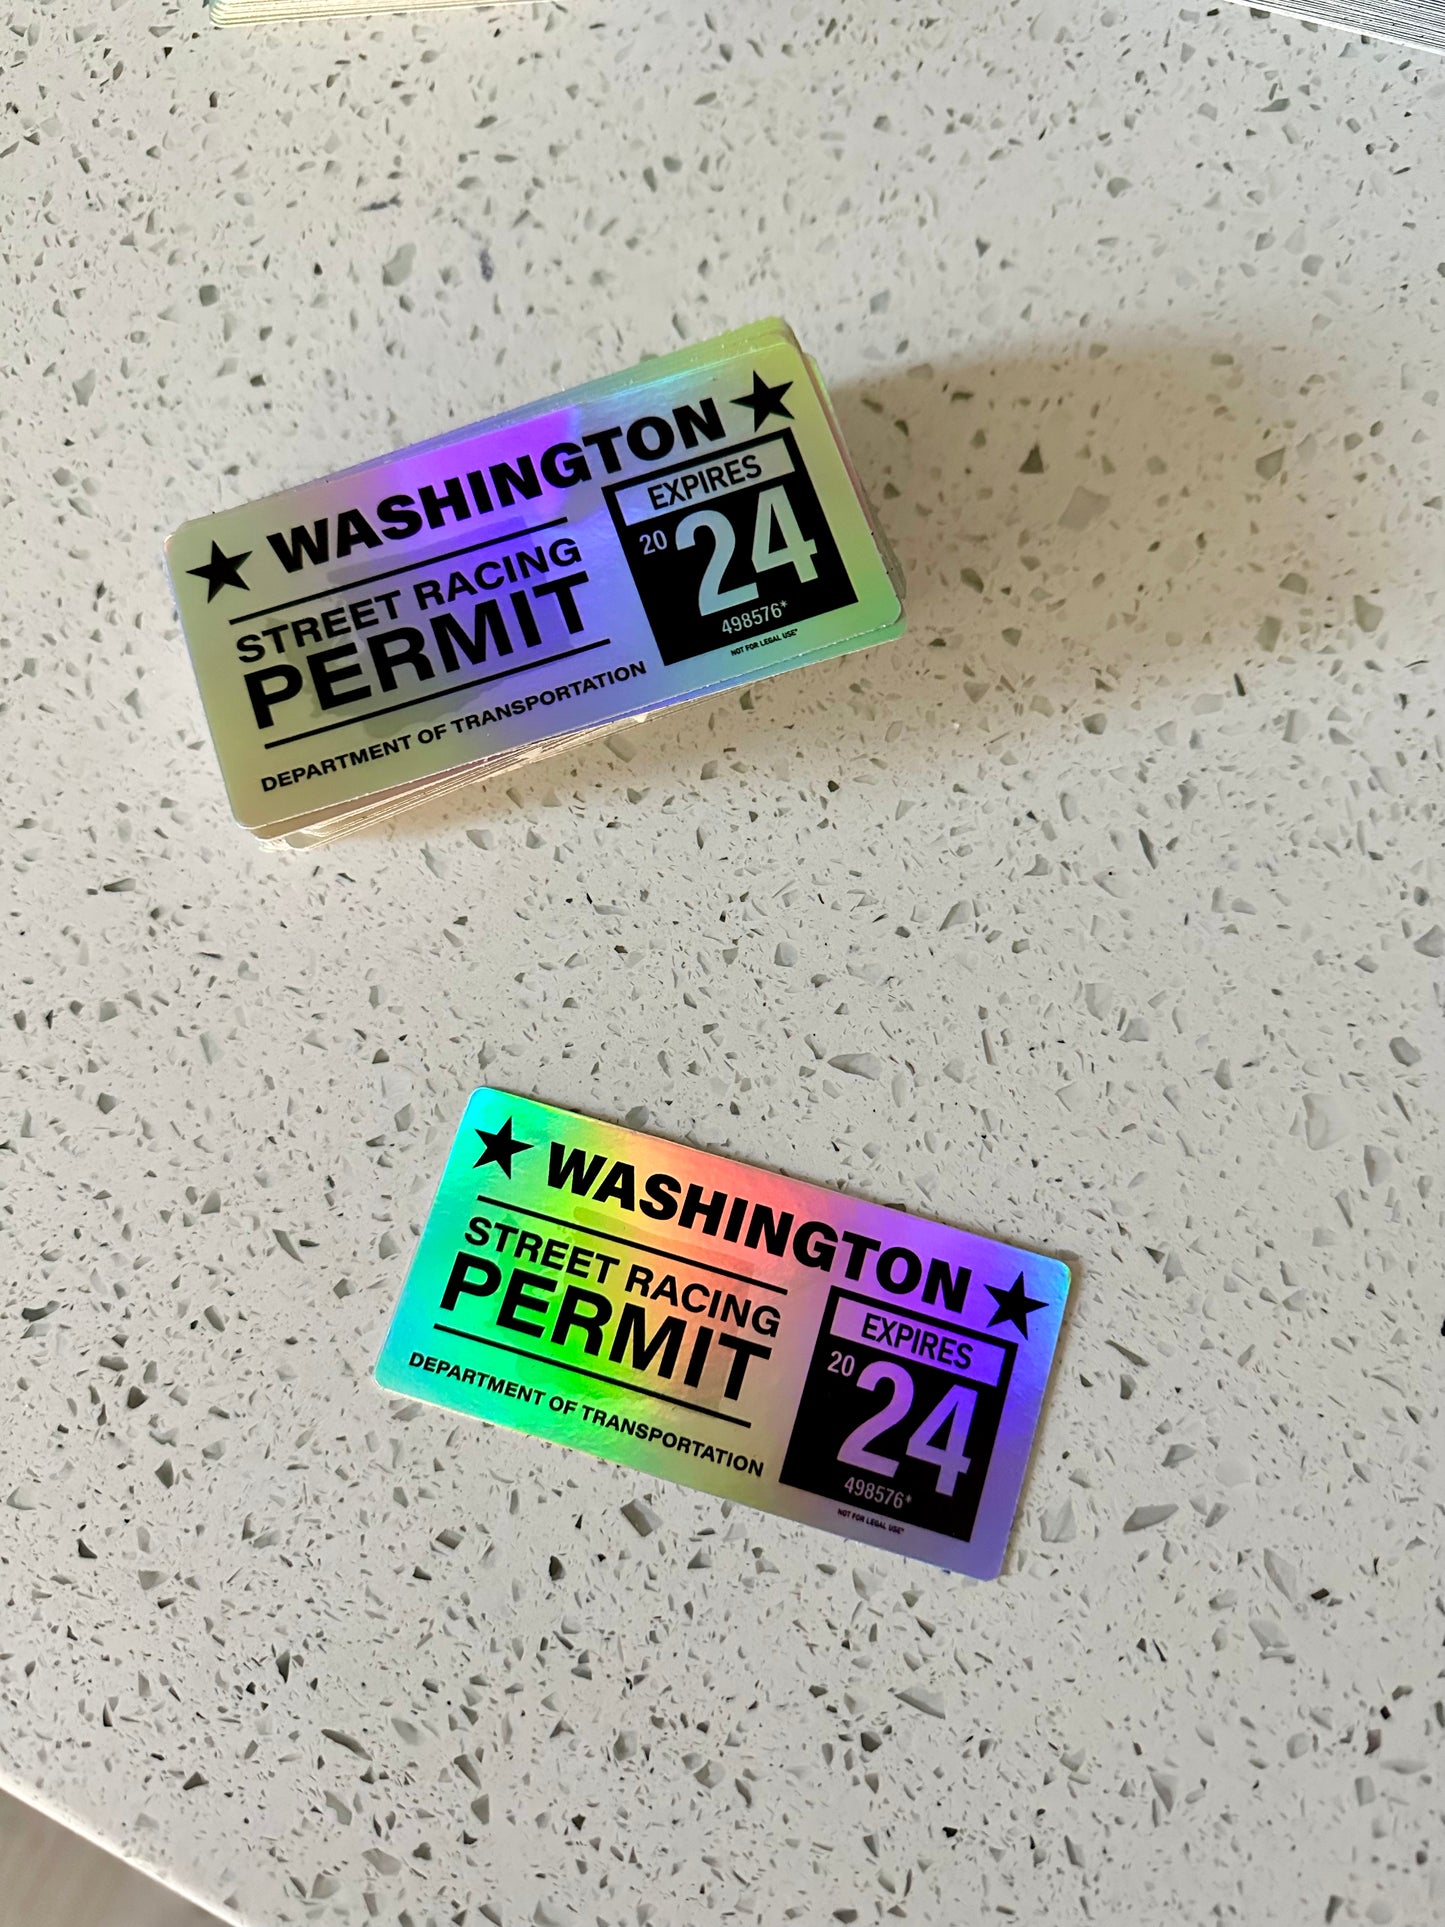 WASHINGTON
STREET RACING
PERMIT
DEPARTMENT OF TRANSPORTATION
EXPIRES
20 24
498576*
NOT FOR LEGAL USE*
WASHINGTON
STREET RACING
PERMIT
DEPARTMENT OF TRANSPORTATION
EXPIRES
20 24
498576*
NOT FOR LEGAL USE*